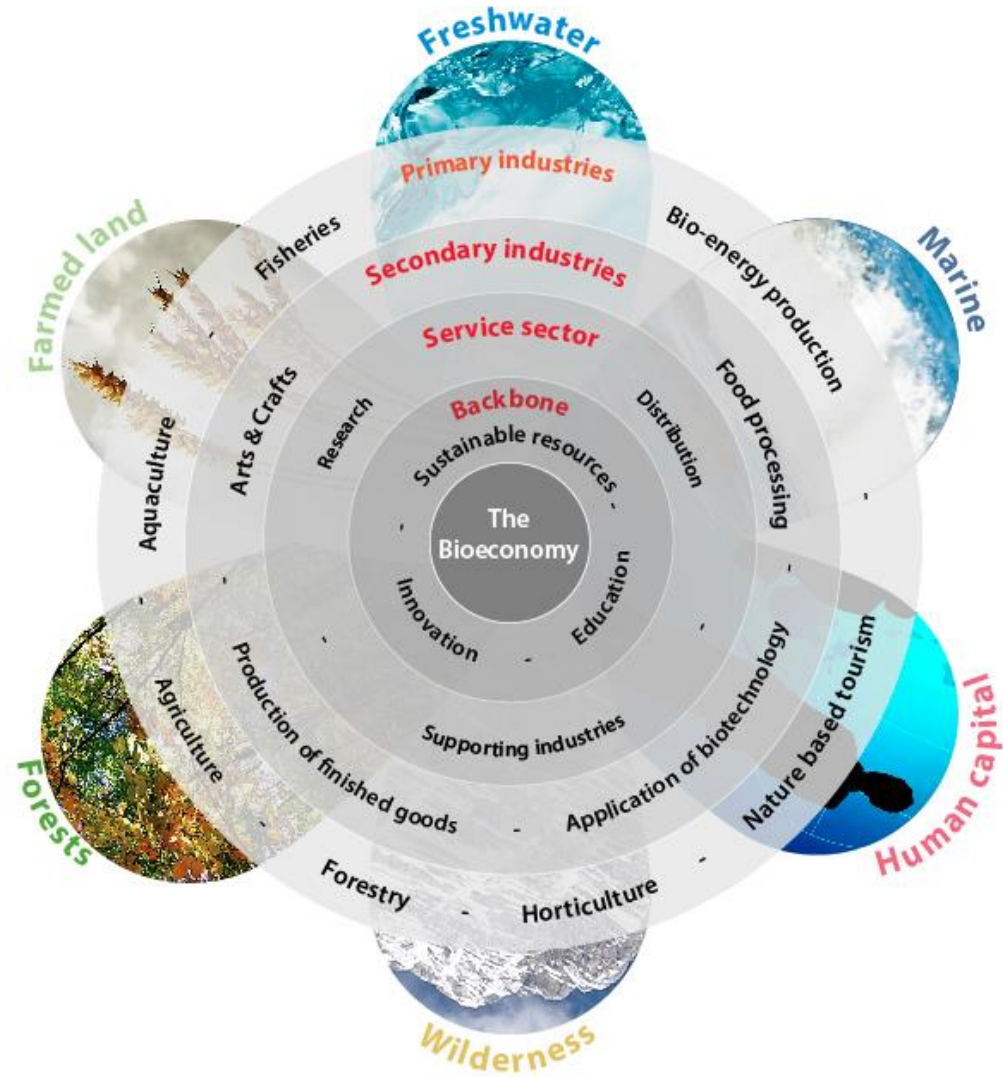 Freshwater
Marine
Human capital
Wilderness
Forests
Farmed land
Primary industries
Bio-energy production
-
Nature based tourism
-
Horticulture
-
Forestry
-
Agriculture
-
Aquaculture
-
Fisheries
Secondary industries
Food processing
-
Application of biotechnology
-
Production of finished goods
-
Arts & Crafts
Service sector
Distribution
-
Supporting industries
-
Research
Backbone
Sustainable resources
-
Education
-
Innovation
-
The
Bioeconomy